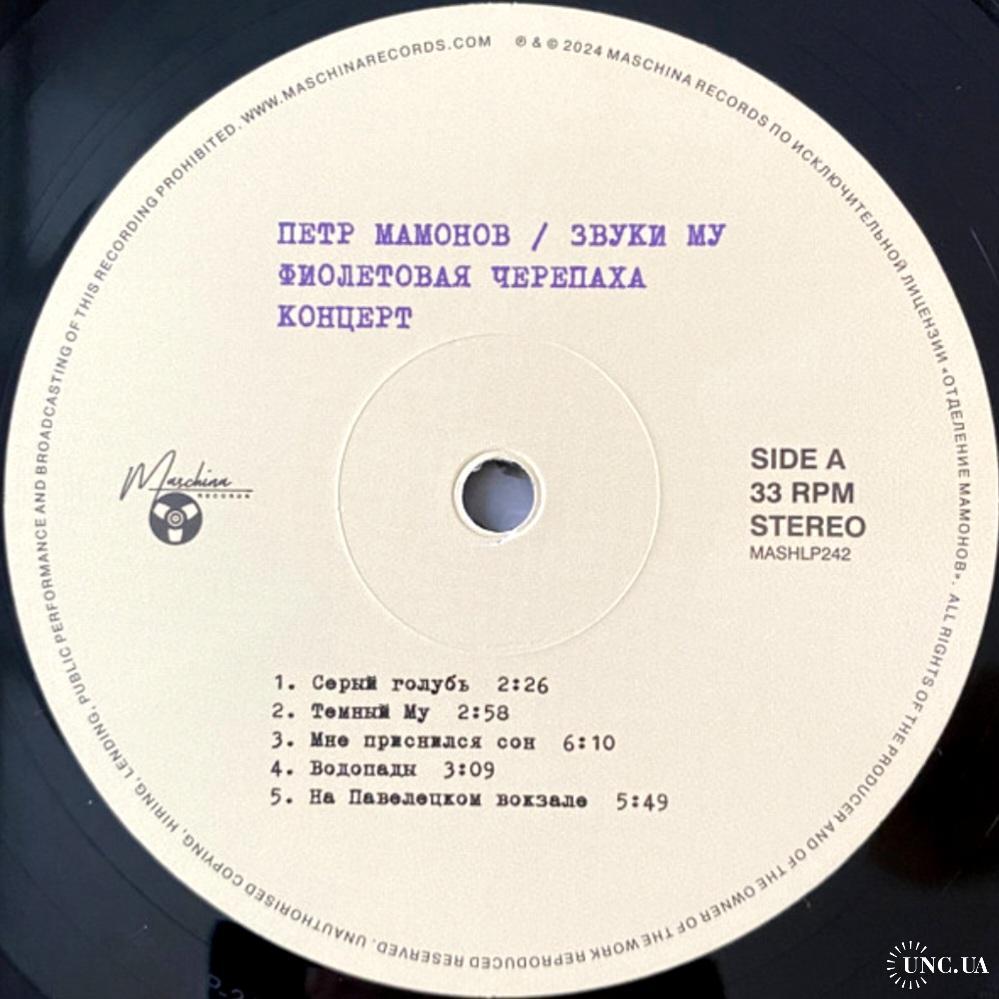 WWW.MASCHINARECORDS.COM ℗ & © 2024 MASCHINA RECORDS ПО ИСКЛЮЧИТЕЛЬНОЙ ЛИЦЕНЗИИ «ОТДЕЛЕНИЕ МАМОНОВ». ALL RIGHTS OF THE PRODUCER AND OF THE OWNER OF THE WORK REPRODUCED RESERVED. UNAUTHORISED COPYING, HIRING, LENDING, PUBLIC PERFORMANCE AND BROADCASTING OF THIS RECORDING PROHIBITED.
ПЕТР МАМОНОВ / ЗВУКИ МУ
ФИОЛЕТОВАЯ ЧЕРЕПАХА
КОНЦЕРТ
Maschina
RECORDS
SIDE A
33 RPM
STEREO
MASHLP242
1. Серый голубь 2:26
2. Темный Му 2:58
3. Мне приснился сон 6:10
4. Водопады 3:09
5. На Павелецком вокзале 5:49
UNC.UA